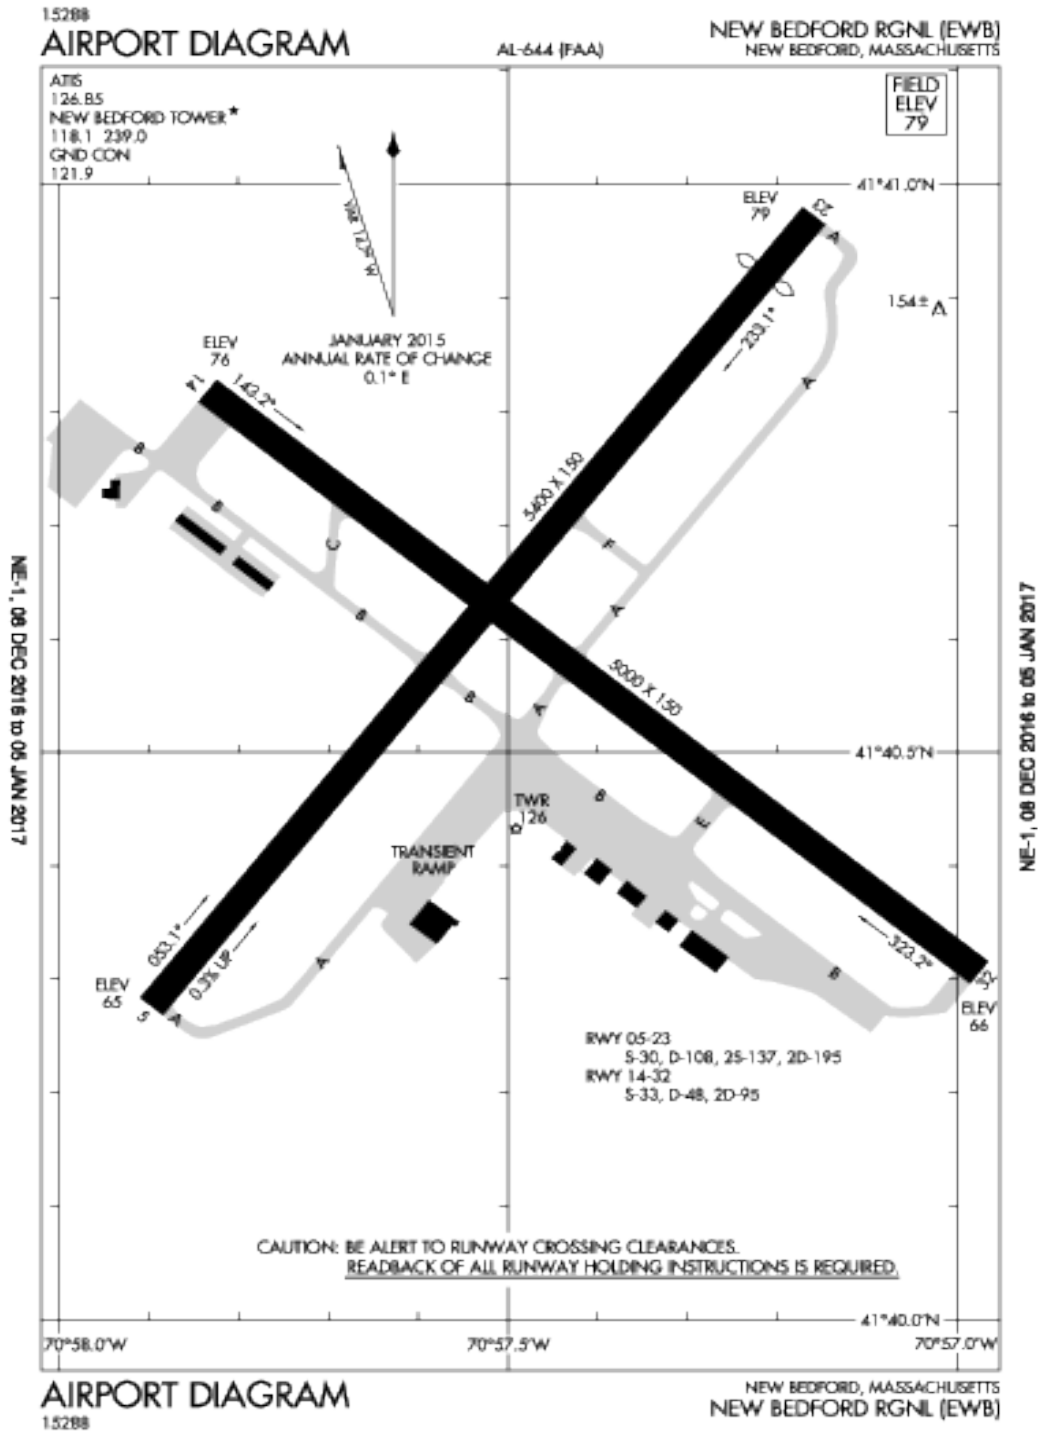 15288
AIRPORT DIAGRAM
AL-644 (FAA)
NEW BEDFORD RGNL (EWB)
NEW BEDFORD, MASSACHUSETTS
ATIS
126.85
NEW BEDFORD TOWER★
118.1 239.0
GND CON
121.9
FIELD
ELEV
79
VAR 12.9° W
JANUARY 2015
ANNUAL RATE OF CHANGE
0.1° E
41°41.0'N
ELEV
79
23
A
154±
233.1°
ELEV
76
14
143.2°
A
B
5400 X 150
B
C
F
B
A
5000 X 150
B
A
41°40.5'N
B
TWR
126
E
TRANSIENT
RAMP
053.1°
0.3% UP
A
323.2°
B
32
ELEV
65
5
A
ELEV
66
RWY 05-23
S-30, D-108, 2S-137, 2D-195
RWY 14-32
S-33, D-48, 2D-95
CAUTION: BE ALERT TO RUNWAY CROSSING CLEARANCES.
READBACK OF ALL RUNWAY HOLDING INSTRUCTIONS IS REQUIRED.
41°40.0'N
70°58.0'W
70°57.5'W
70°57.0'W
NE-1, 08 DEC 2016 to 05 JAN 2017
NE-1, 08 DEC 2016 to 05 JAN 2017
AIRPORT DIAGRAM
15288
NEW BEDFORD, MASSACHUSETTS
NEW BEDFORD RGNL (EWB)